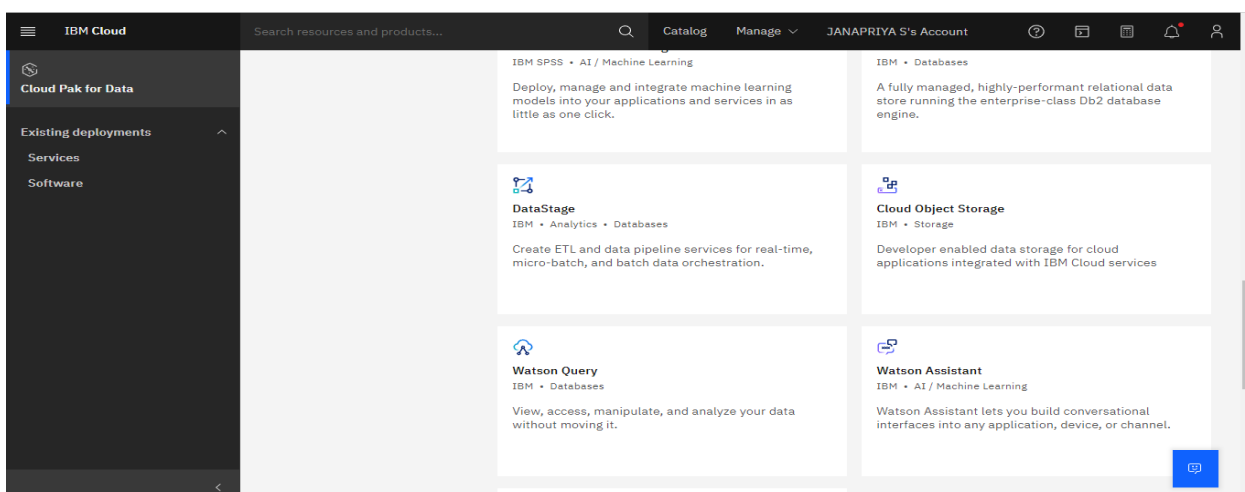 IBM Cloud
Search resources and products...
Catalog
Manage
JANAPRIYA S's Account
Cloud Pak for Data
Existing deployments
Services
Software
IBM SPSS • AI / Machine Learning
Deploy, manage and integrate machine learning
models into your applications and services in as
little as one click.
IBM • Databases
A fully managed, highly-performant relational data
store running the enterprise-class Db2 database
engine.
DataStage
IBM • Analytics • Databases
Create ETL and data pipeline services for real-time,
micro-batch, and batch data orchestration.
Cloud Object Storage
IBM • Storage
Developer enabled data storage for cloud
applications integrated with IBM Cloud services
Watson Query
IBM • Databases
View, access, manipulate, and analyze your data
without moving it.
Watson Assistant
IBM • AI / Machine Learning
Watson Assistant lets you build conversational
interfaces into any application, device, or channel.